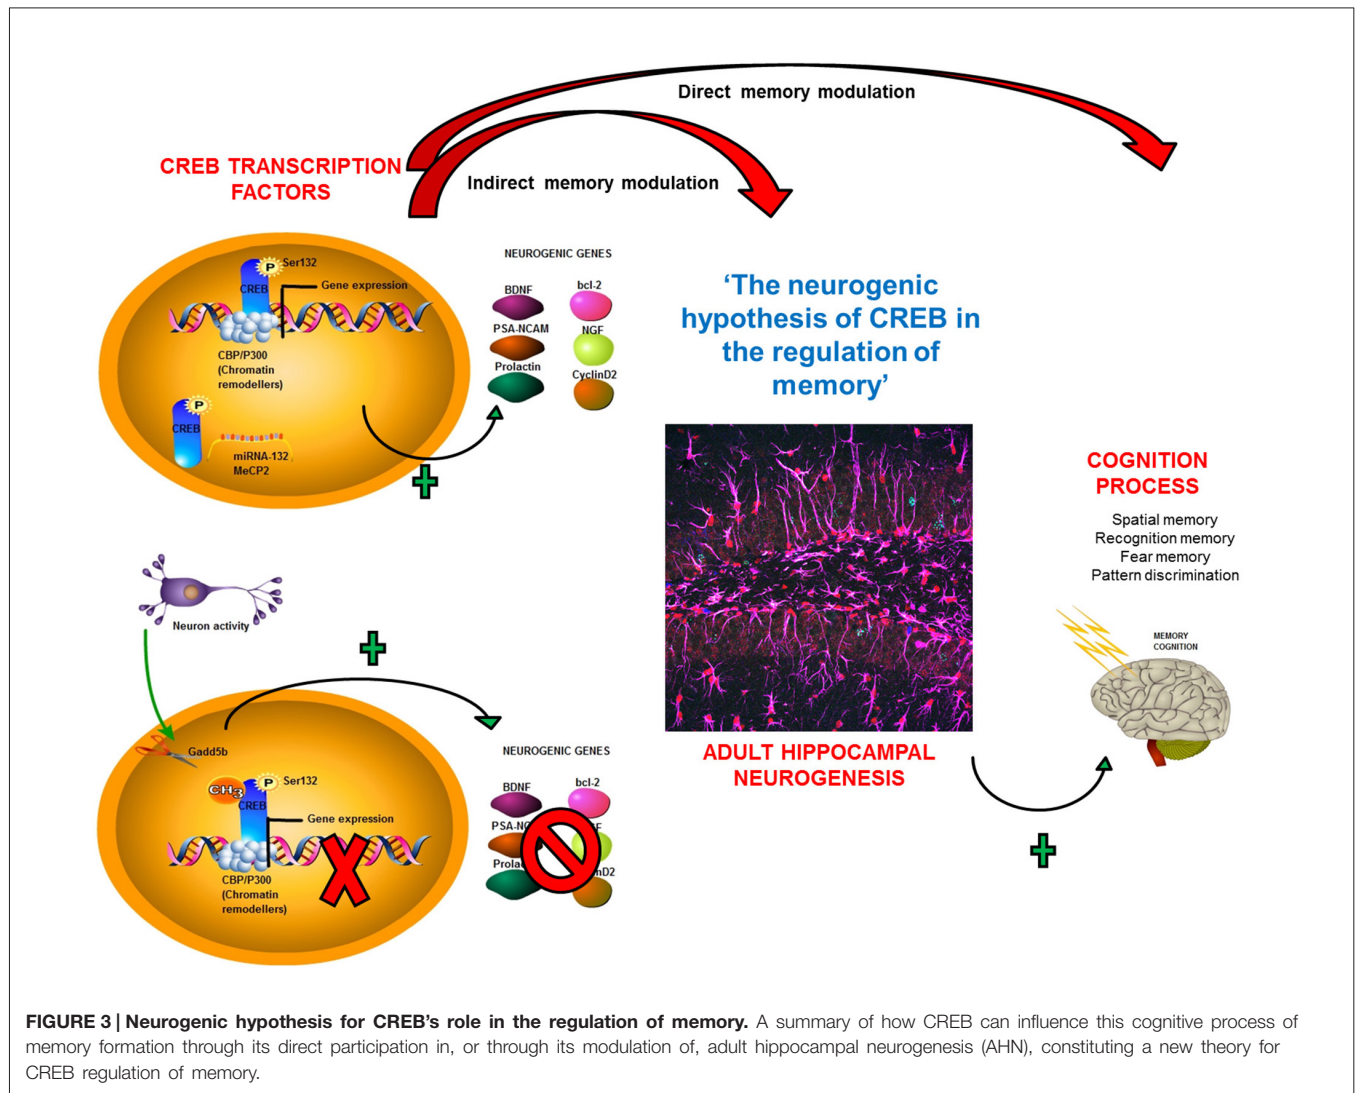 Direct memory modulation
CREB TRANSCRIPTION
FACTORS
Indirect memory modulation
P
Ser132
CREB
Gene expression
CBP/P300
(Chromatin
remodellers)
P
CREB
miRNA-132
MeCP2
NEUROGENIC GENES
BDNF
bcl-2
PSA-NCAM
NGF
Prolactin
CyclinD2
‘The neurogenic
hypothesis of CREB in
the regulation of
memory’
COGNITION
PROCESS
Spatial memory
Recognition memory
Fear memory
Pattern discrimination
MEMORY
COGNITION
Neuron activity
Gadd5b
CH3
P
Ser132
CREB
Gene expression
CBP/P300
(Chromatin
remodellers)
NEUROGENIC GENES
BDNF
bcl-2
ADULT HIPPOCAMPAL
NEUROGENESIS
FIGURE 3 | Neurogenic hypothesis for CREB’s role in the regulation of memory. A summary of how CREB can influence this cognitive process of
memory formation through its direct participation in, or through its modulation of, adult hippocampal neurogenesis (AHN), constituting a new theory for
CREB regulation of memory.